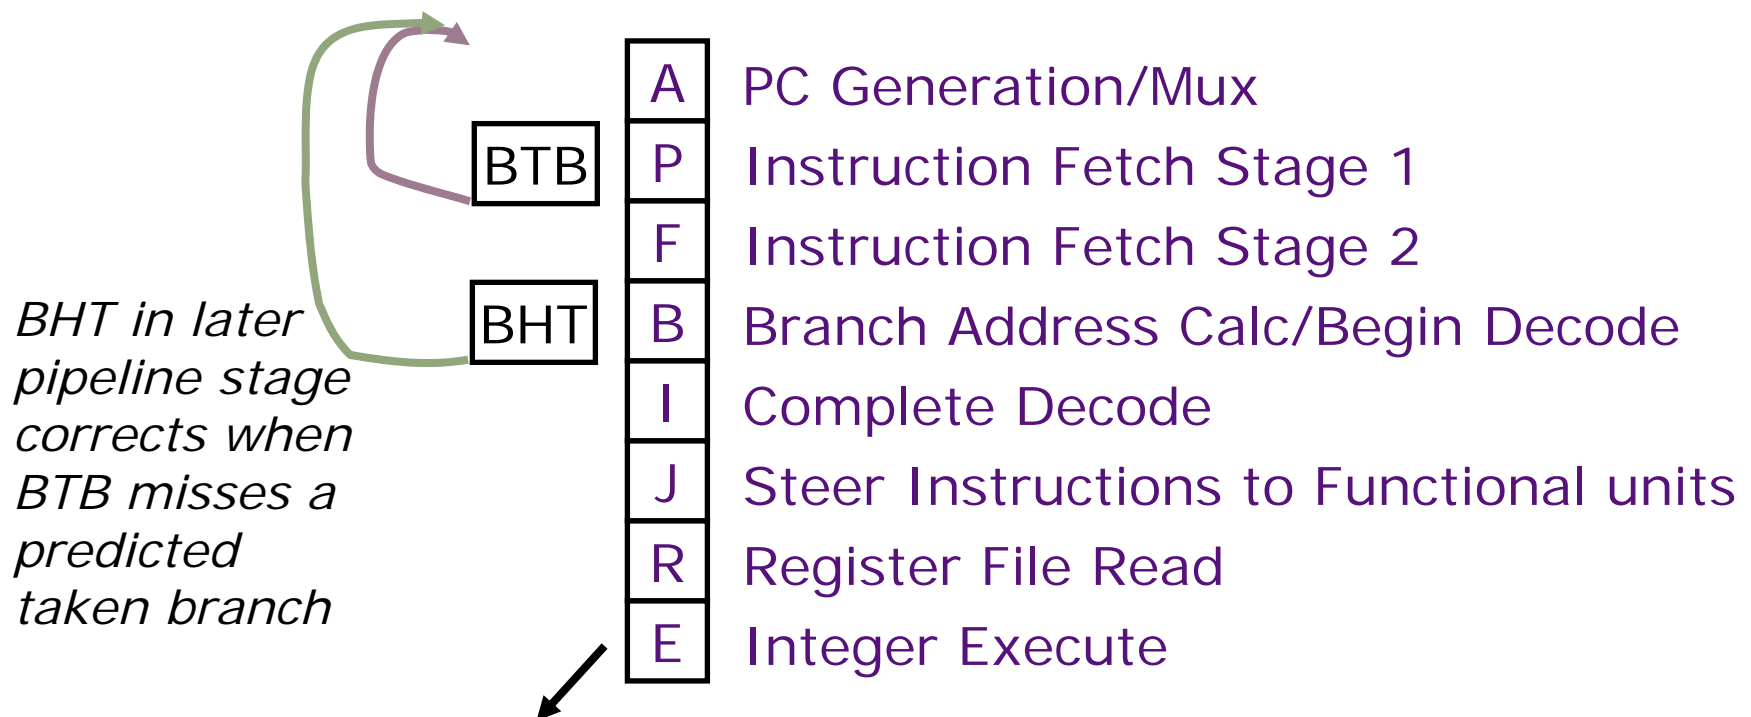 A PC Generation/Mux
BTB P Instruction Fetch Stage 1
F Instruction Fetch Stage 2
BHT B Branch Address Calc/Begin Decode
I Complete Decode
J Steer Instructions to Functional units
R Register File Read
E Integer Execute
BHT in later
pipeline stage
corrects when
BTB misses a
predicted
taken branch